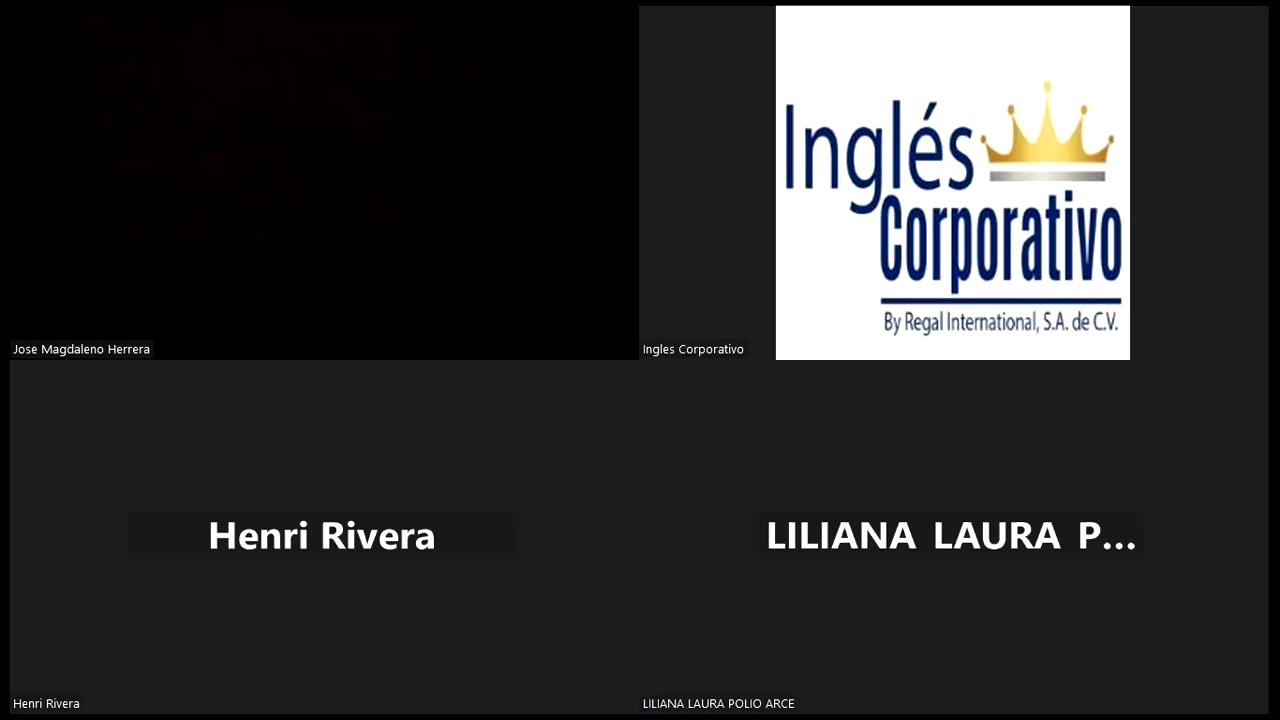 Inglés
Corporativo
By Regal International, S.A. de C.V.
Jose Magdaleno Herrera
Ingles Corporativo
Henri Rivera
LILIANA LAURA P...
Henri Rivera
LILIANA LAURA POLIO ARCE